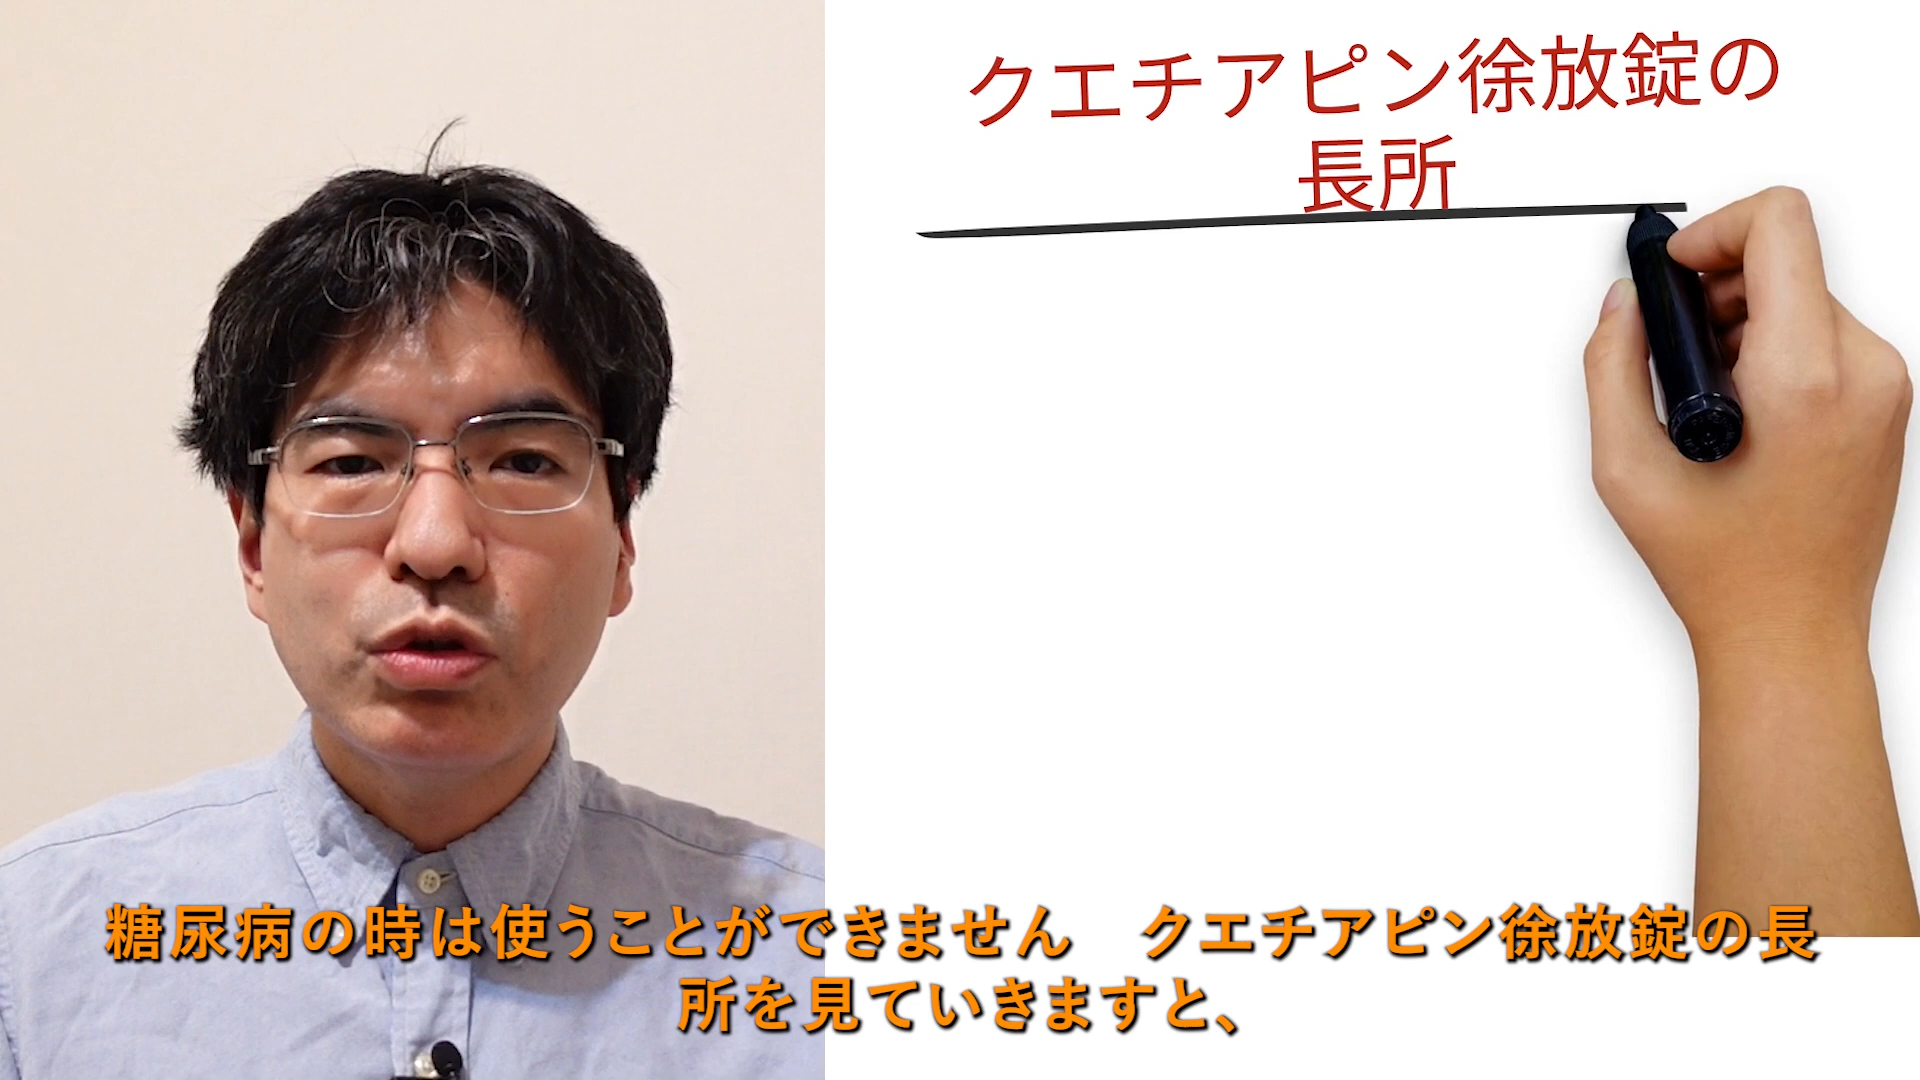 クエチアピン徐放錠の
長所
糖尿病の時は使うことができません　クエチアピン徐放錠の長
所を見ていきますと、